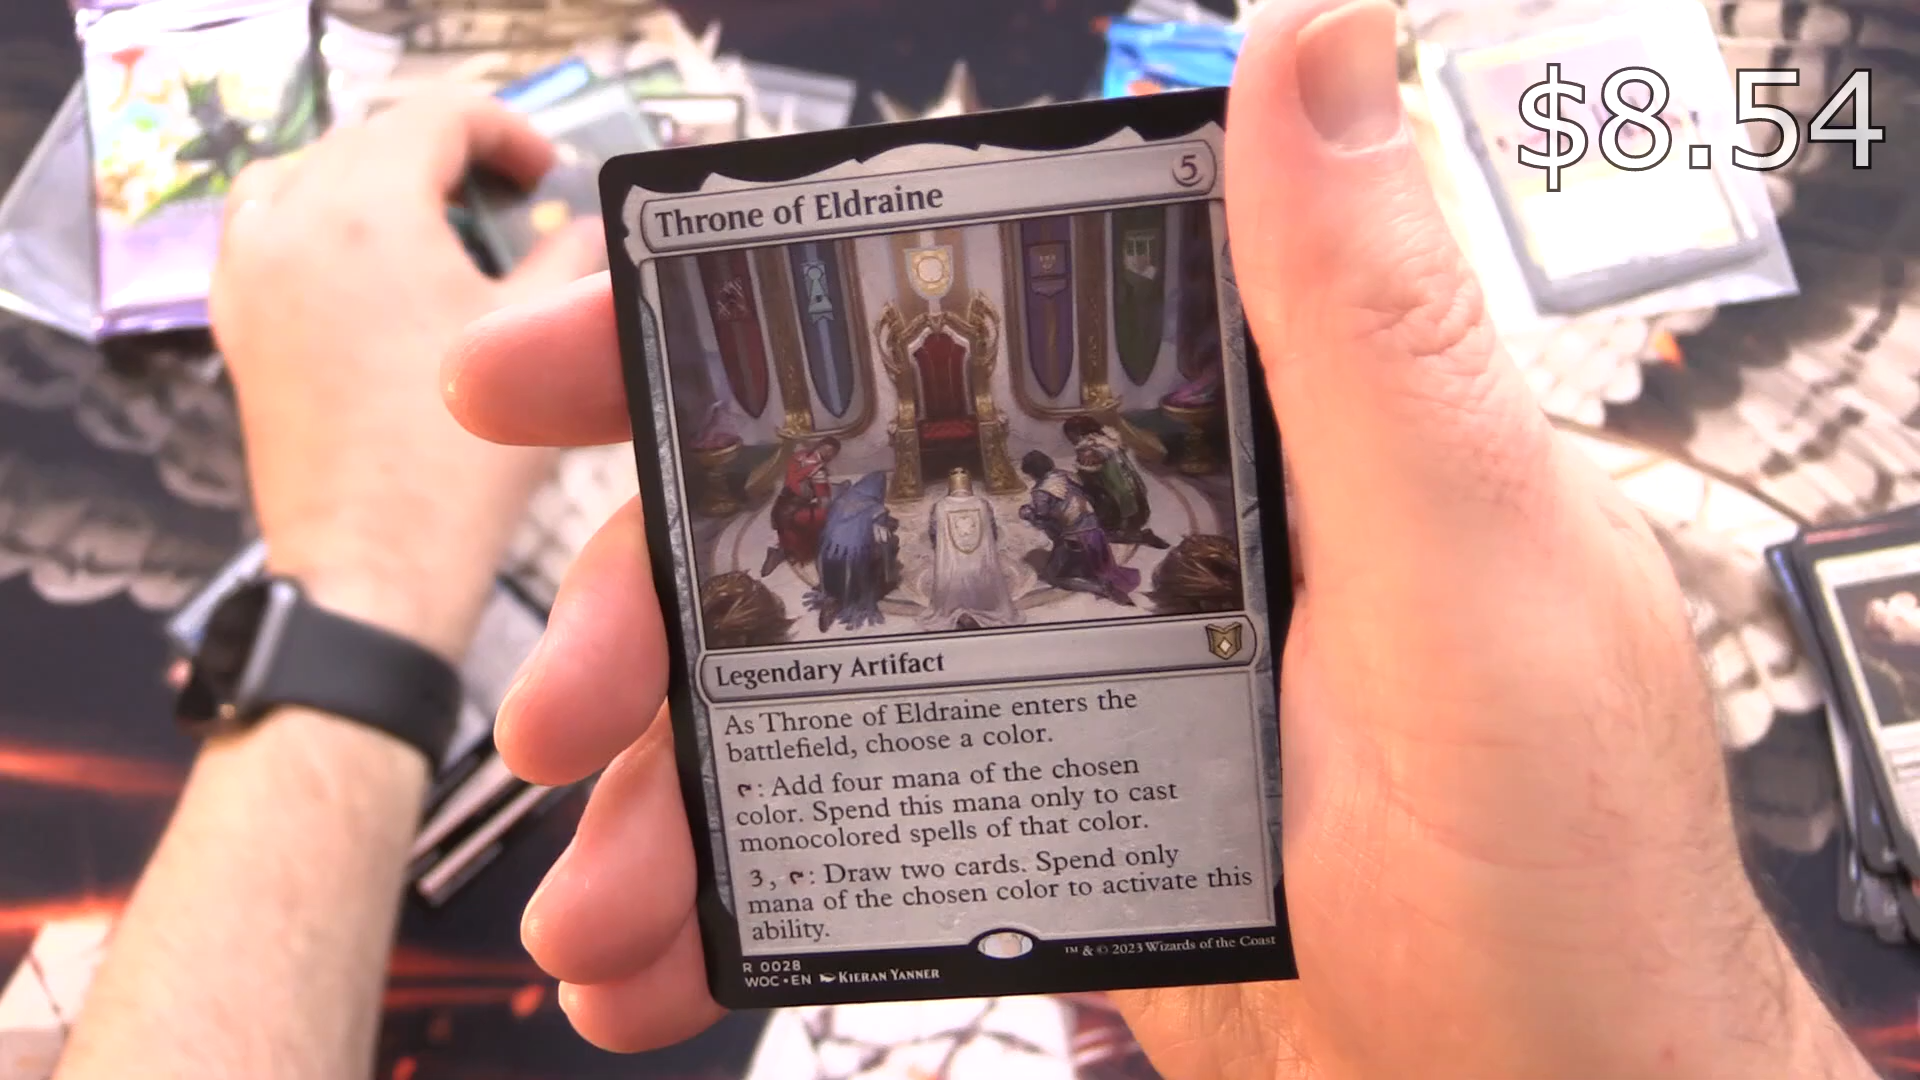 $8.54
Throne of Eldraine 5
Legendary Artifact
As Throne of Eldraine enters the
battlefield, choose a color.
: Add four mana of the chosen
color. Spend this mana only to cast
monocolored spells of that color.
3, : Draw two cards. Spend only
mana of the chosen color to activate this
ability.
R 0028
WOC • EN KIERAN YANNER
™ & © 2023 Wizards of the Coast